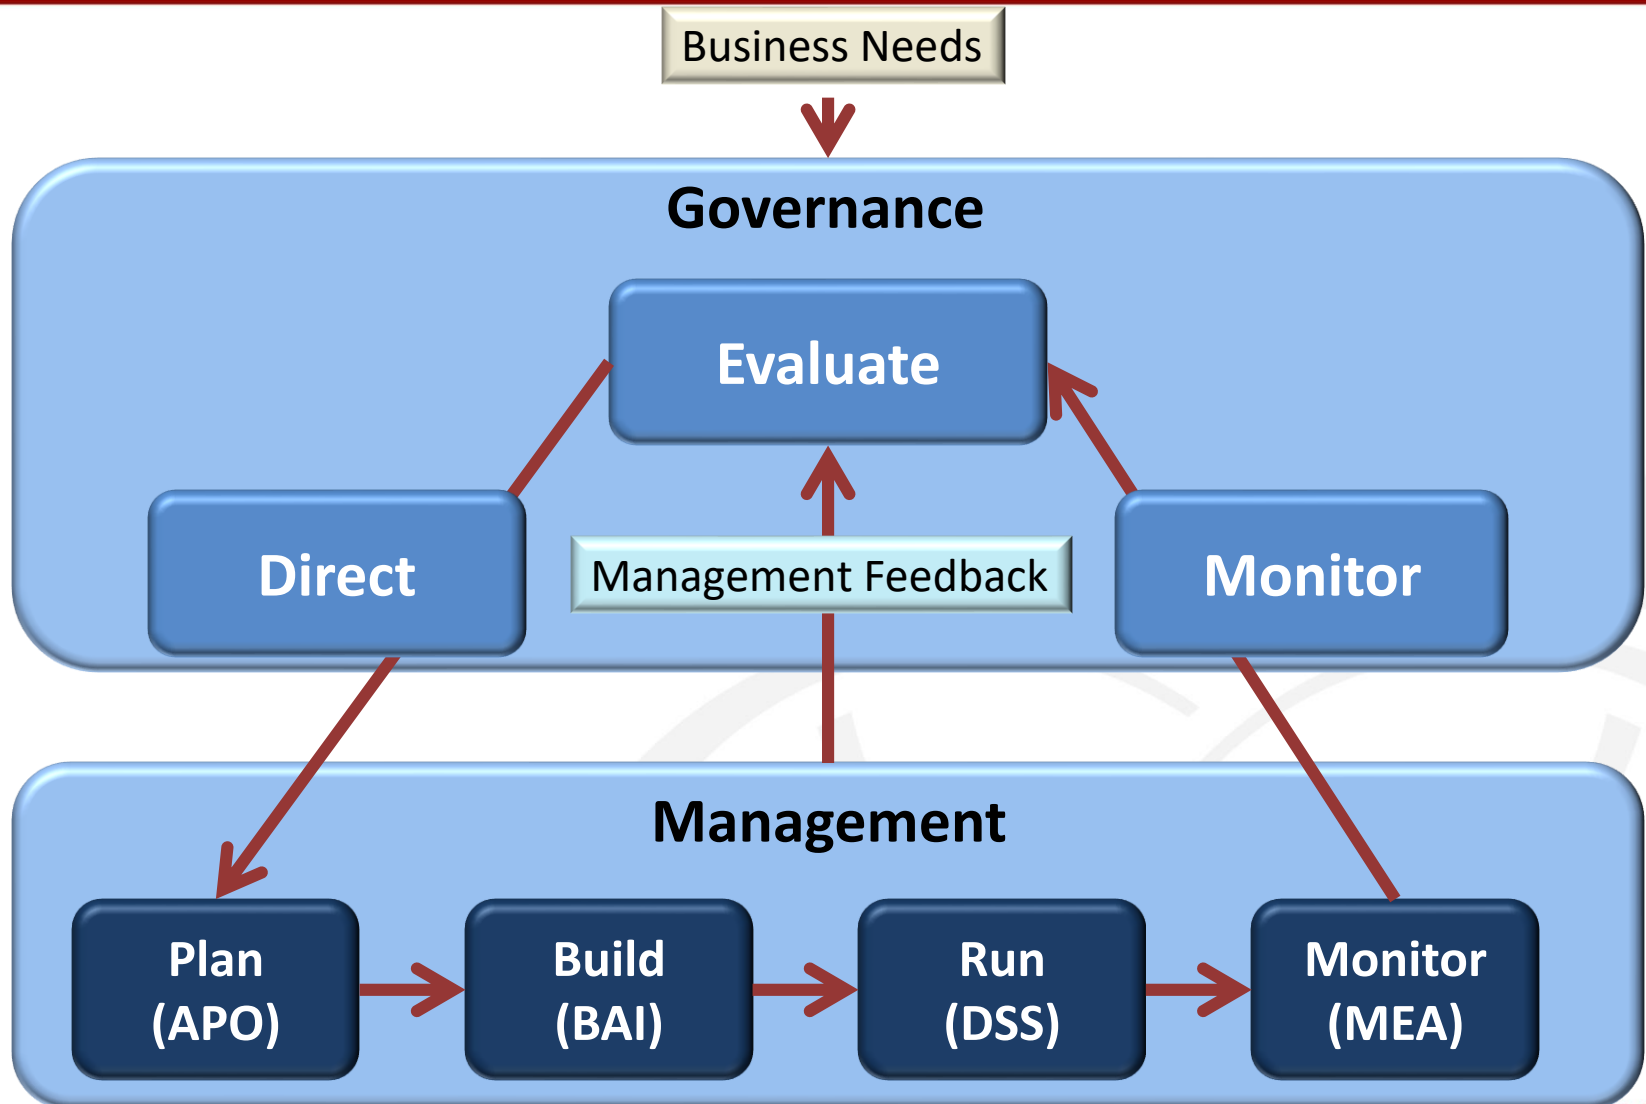 Business Needs
Governance
Evaluate
Direct
Management Feedback
Monitor
Management
Plan
(APO)
Build
(BAI)
Run
(DSS)
Monitor
(MEA)